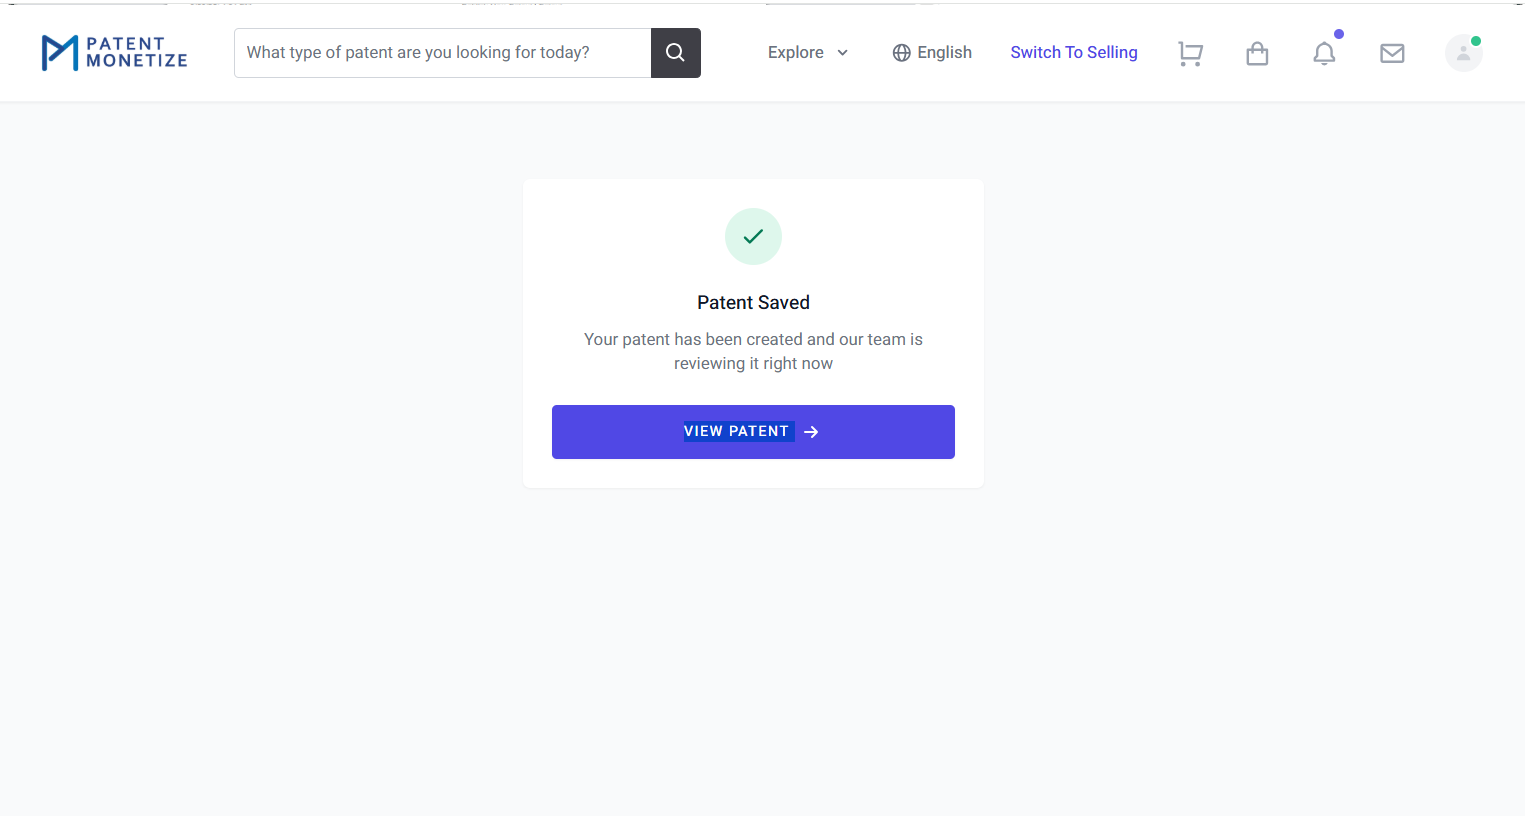 PATENT
MONETIZE
What type of patent are you looking for today?
Explore
English
Switch To Selling
Patent Saved
Your patent has been created and our team is
reviewing it right now
VIEW PATENT